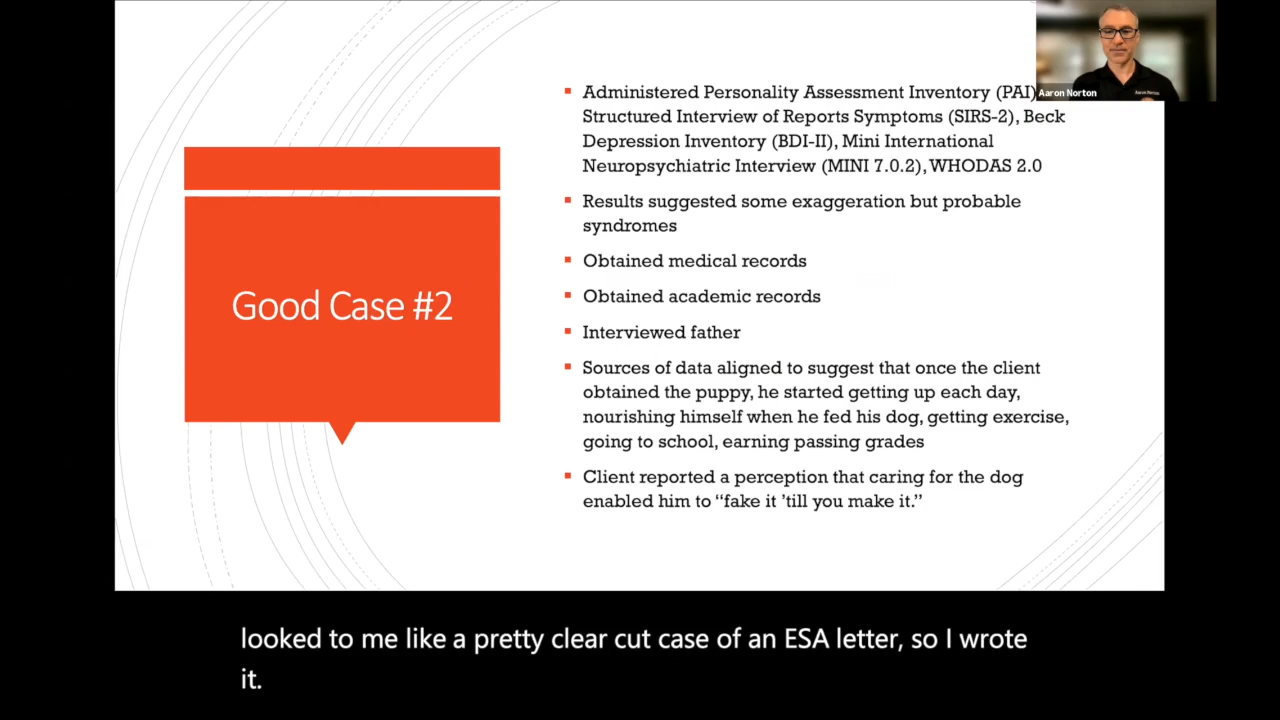 Good Case #2
Administered Personality Assessment Inventory (PAI)
Structured Interview of Reports Symptoms (SIRS-2), Beck
Depression Inventory (BDI-II), Mini International
Neuropsychiatric Interview (MINI 7.0.2), WHODAS 2.0
Results suggested some exaggeration but probable
syndromes
Obtained medical records
Obtained academic records
Interviewed father
Sources of data aligned to suggest that once the client
obtained the puppy, he started getting up each day,
nourishing himself when he fed his dog, getting exercise,
going to school, earning passing grades
Client reported a perception that caring for the dog
enabled him to “fake it ’till you make it.”
Aaron Norton
Aaron Norton
looked to me like a pretty clear cut case of an ESA letter, so I wrote
it.